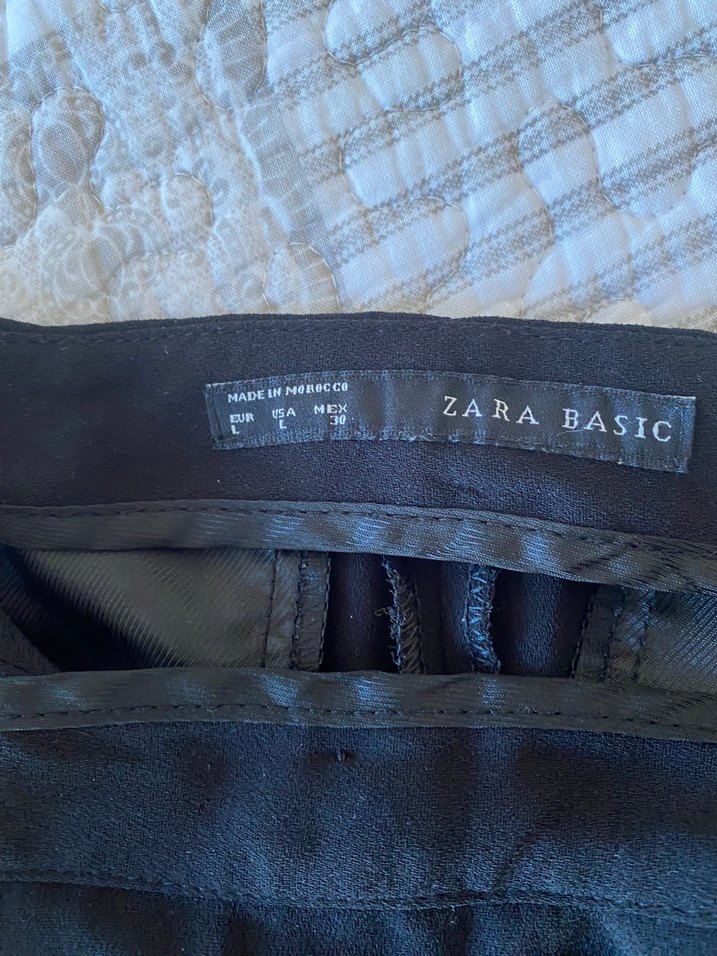 MADE IN MOROCCO
EUR USA MEX
L L 30
ZARA BASIC